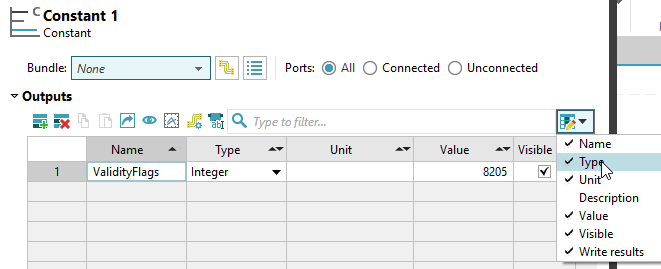 C
Constant 1
Constant
Bundle: None Ports: All Connected Unconnected
Outputs
Type to filter...
Name Type Unit Value Visible
1 ValidityFlags Integer 8205
Name
Type
Unit
Description
Value
Visible
Write results